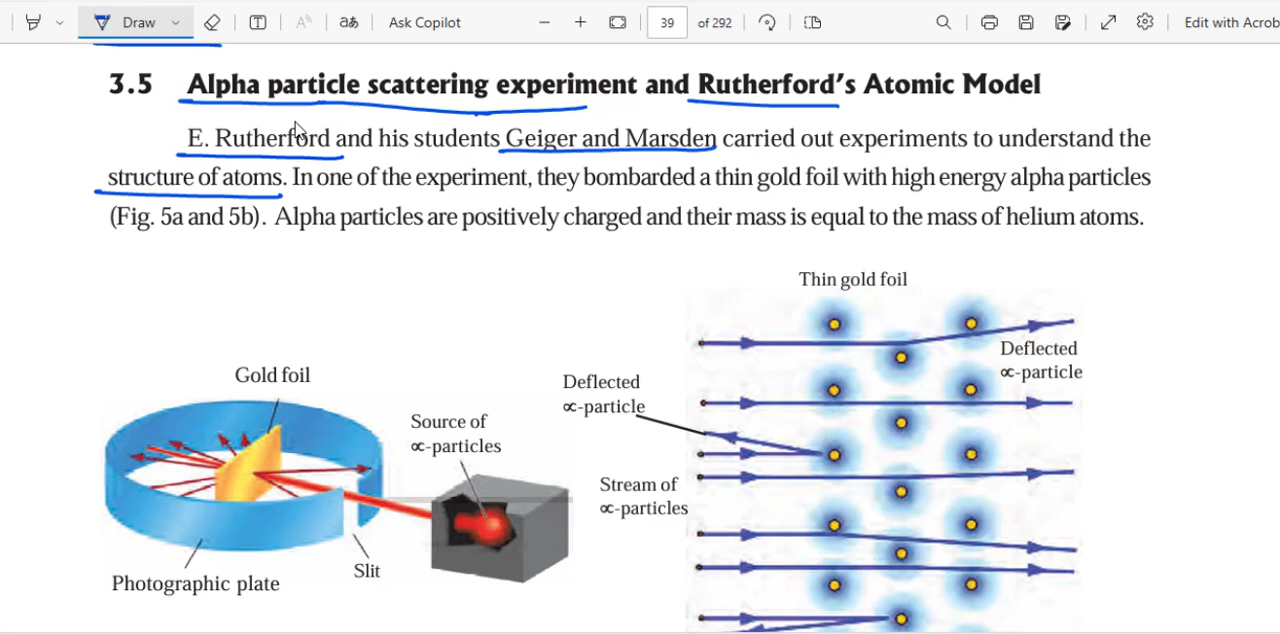 Draw
T
A
aあ
Ask Copilot
39
of 292
Edit with Acrob
3.5 Alpha particle scattering experiment and Rutherford's Atomic Model
E. Rutherford and his students Geiger and Marsden carried out experiments to understand the
structure of atoms. In one of the experiment, they bombarded a thin gold foil with high energy alpha particles
(Fig. 5a and 5b). Alpha particles are positively charged and their mass is equal to the mass of helium atoms.
Thin gold foil
Gold foil
Source of
∝-particles
Photographic plate
Slit
Deflected
∝-particle
Stream of
∝-particles
Deflected
∝-particle